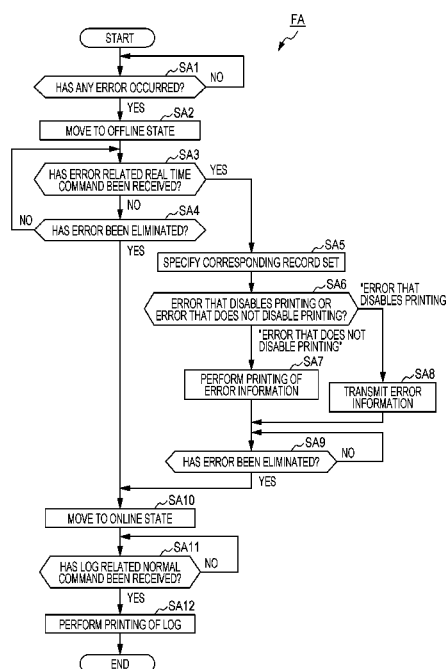 FA
START
SA1
HAS ANY ERROR OCCURRED?
NO
YES
SA2
MOVE TO OFFLINE STATE
SA3
HAS ERROR RELATED REAL TIME
COMMAND BEEN RECEIVED?
YES
NO
SA4
HAS ERROR BEEN ELIMINATED?
NO
YES
SA5
SPECIFY CORRESPONDING RECORD SET
SA6
ERROR THAT DISABLES PRINTING OR
ERROR THAT DOES NOT DISABLE PRINTING?
"ERROR THAT
DISABLES PRINTING
"ERROR THAT DOES NOT
DISABLE PRINTING"
SA7
PERFORM PRINTING OF
ERROR INFORMATION
SA8
TRANSMIT ERROR
INFORMATION
SA9
HAS ERROR BEEN ELIMINATED?
NO
YES
SA10
MOVE TO ONLINE STATE
SA11
HAS LOG RELATED NORMAL
COMMAND BEEN RECEIVED?
NO
YES
SA12
PERFORM PRINTING OF LOG
END